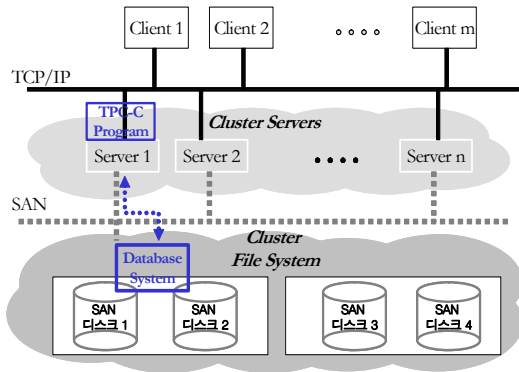 Client 1
Client 2
Client m
TCP/IP
TPC-C
Program
Cluster Servers
Server 1
Server 2
Server n
SAN
Cluster
File System
Database
System
SAN
디스크 1
SAN
디스크 2
SAN
디스크 3
SAN
디스크 4